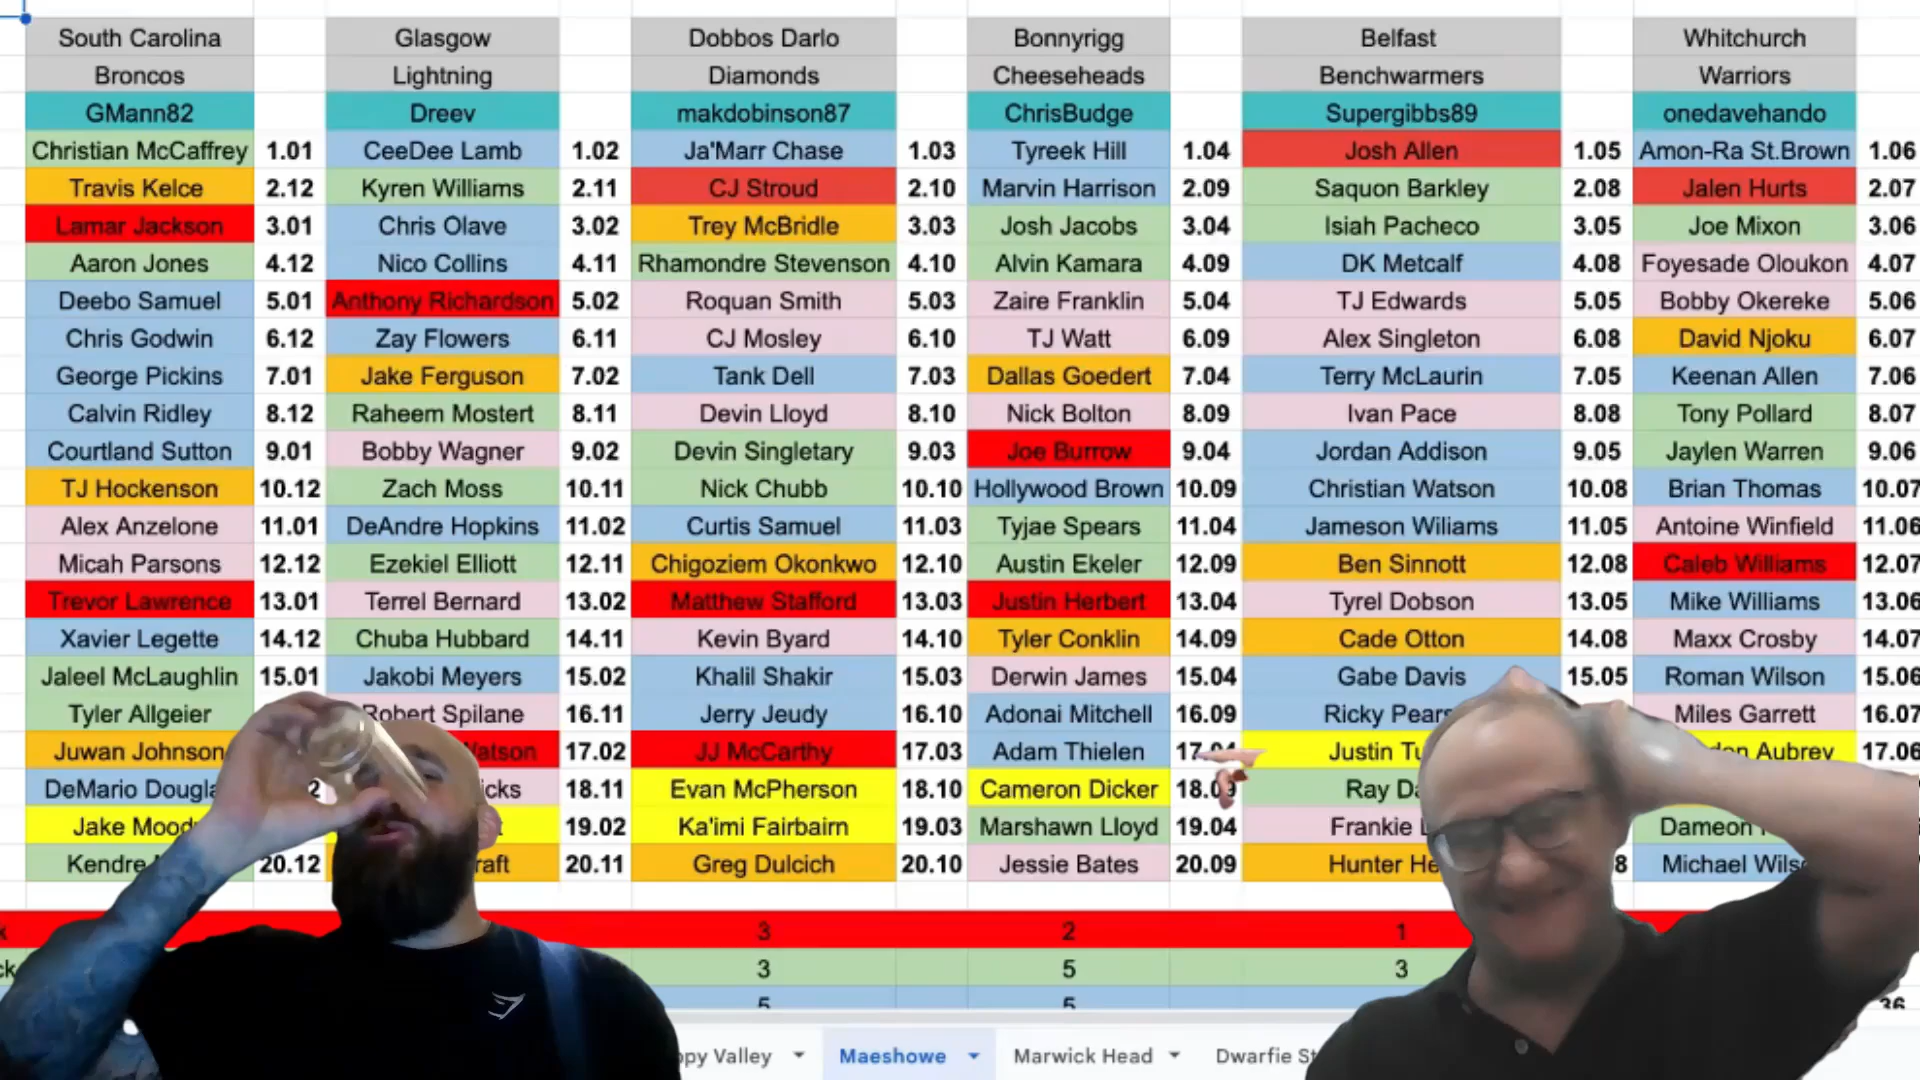 South Carolina Glasgow Dobbos Darlo Bonnyrigg Belfast Whitchurch
Broncos Lightning Diamonds Cheeseheads Benchwarmers Warriors
GMann82 Dreev makdobinson87 ChrisBudge Supergibbs89 onedavehando
Christian McCaffrey 1.01 CeeDee Lamb 1.02 Ja'Marr Chase 1.03 Tyreek Hill 1.04 Josh Allen 1.05 Amon-Ra St.Brown 1.06
Travis Kelce 2.12 Kyren Williams 2.11 CJ Stroud 2.10 Marvin Harrison 2.09 Saquon Barkley 2.08 Jalen Hurts 2.07
Lamar Jackson 3.01 Chris Olave 3.02 Trey McBridle 3.03 Josh Jacobs 3.04 Isiah Pacheco 3.05 Joe Mixon 3.06
Aaron Jones 4.12 Nico Collins 4.11 Rhamondre Stevenson 4.10 Alvin Kamara 4.09 DK Metcalf 4.08 Foyesade Oloukon 4.07
Deebo Samuel 5.01 Anthony Richardson 5.02 Roquan Smith 5.03 Zaire Franklin 5.04 TJ Edwards 5.05 Bobby Okereke 5.06
Chris Godwin 6.12 Zay Flowers 6.11 CJ Mosley 6.10 TJ Watt 6.09 Alex Singleton 6.08 David Njoku 6.07
George Pickins 7.01 Jake Ferguson 7.02 Tank Dell 7.03 Dallas Goedert 7.04 Terry McLaurin 7.05 Keenan Allen 7.06
Calvin Ridley 8.12 Raheem Mostert 8.11 Devin Lloyd 8.10 Nick Bolton 8.09 Ivan Pace 8.08 Tony Pollard 8.07
Courtland Sutton 9.01 Bobby Wagner 9.02 Devin Singletary 9.03 Joe Burrow 9.04 Jordan Addison 9.05 Jaylen Warren 9.06
TJ Hockenson 10.12 Zach Moss 10.11 Nick Chubb 10.10 Hollywood Brown 10.09 Christian Watson 10.08 Brian Thomas 10.07
Alex Anzelone 11.01 DeAndre Hopkins 11.02 Curtis Samuel 11.03 Tyjae Spears 11.04 Jameson Wiliams 11.05 Antoine Winfield 11.06
Micah Parsons 12.12 Ezekiel Elliott 12.11 Chigoziem Okonkwo 12.10 Austin Ekeler 12.09 Ben Sinnott 12.08 Caleb Williams 12.07
Trevor Lawrence 13.01 Terrel Bernard 13.02 Matthew Stafford 13.03 Justin Herbert 13.04 Tyrel Dobson 13.05 Mike Williams 13.06
Xavier Legette 14.12 Chuba Hubbard 14.11 Kevin Byard 14.10 Tyler Conklin 14.09 Cade Otton 14.08 Maxx Crosby 14.07
Jaleel McLaughlin 15.01 Jakobi Meyers 15.02 Khalil Shakir 15.03 Derwin James 15.04 Gabe Davis 15.05 Roman Wilson 15.06
Tyler Allgeier Robert Spilane 16.11 Jerry Jeudy 16.10 Adonai Mitchell 16.09 Ricky Miles Garrett 16.07
Juwan Johnson 17.02 JJ McCarthy 17.03 Adam Thielen Justin Aubrey 17.06
DeMario 18.11 Evan McPherson 18.10 Cameron Dicker 18.09 Ray
Jake 19.02 Ka'imi Fairbairn 19.03 Marshawn Lloyd 19.04 Frankie Dameon
20.12 20.11 Greg Dulcich 20.10 Jessie Bates 20.09 Hunter Michael
3 2 1
3 5 3
5 5 36
Valley Maeshowe Marwick Head Dwarfie